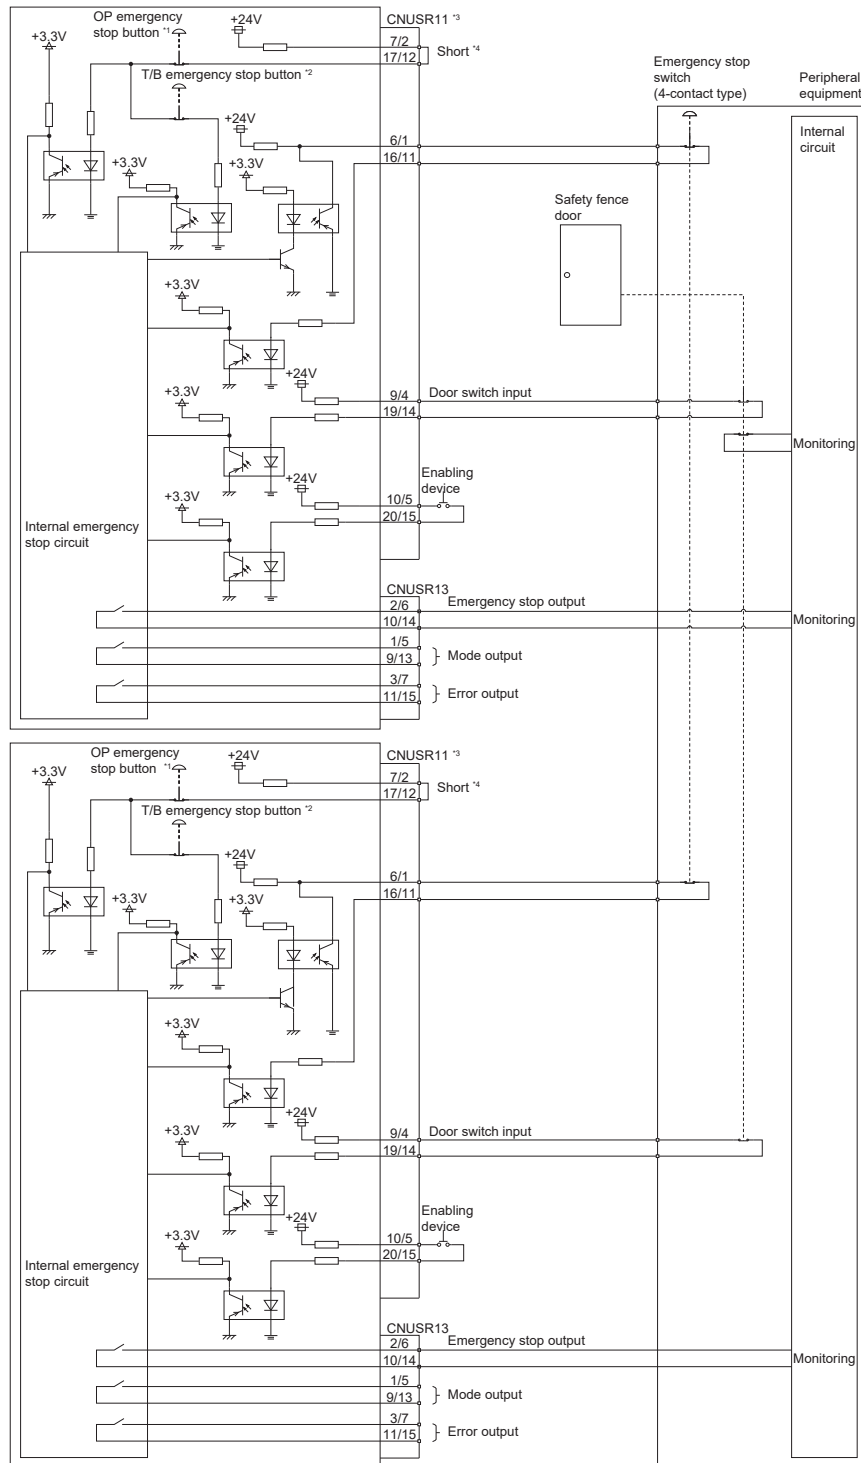 OP emergency
stop button *1
+24V
CNUSR11 *3
+3.3V
7/2
17/12
Short *4
T/B emergency stop button *2
Emergency stop
switch
(4-contact type)
Peripheral
equipment
+24V
6/1
16/11
Internal
circuit
+3.3V
+3.3V
Safety fence
door
+3.3V
+24V
9/4
Door switch input
19/14
+3.3V
Monitoring
+24V
Enabling
device
+3.3V
10/5
20/15
Internal emergency
stop circuit
CNUSR13
2/6
Emergency stop output
10/14
Monitoring
1/5
9/13
Mode output
3/7
11/15
Error output
OP emergency
stop button *1
+24V
CNUSR11 *3
+3.3V
7/2
17/12
Short *4
T/B emergency stop button *2
+24V
6/1
16/11
+3.3V
+3.3V
+3.3V
+24V
9/4
Door switch input
19/14
+3.3V
Enabling
device
+24V
+3.3V
10/5
20/15
Internal emergency
stop circuit
CNUSR13
2/6
Emergency stop output
10/14
Monitoring
1/5
9/13
Mode output
3/7
11/15
Error output